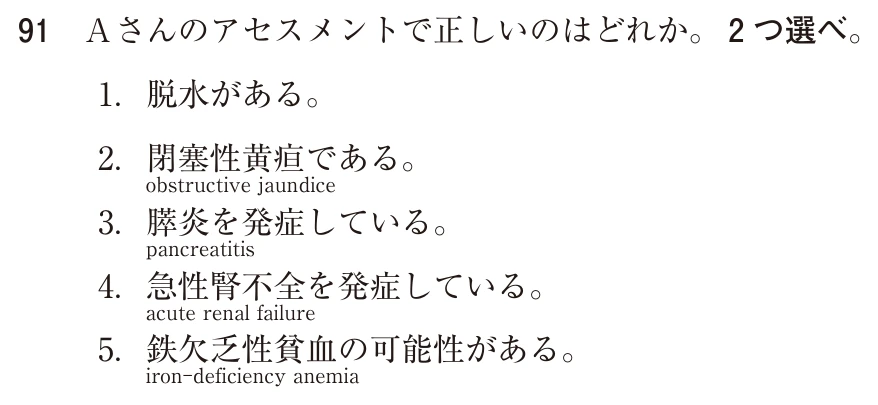 91 Aさんのアセスメントで正しいのはどれか。2つ選べ。
1. 脱水がある。
2. 閉塞性黄疸である。
obstructive jaundice
3. 膵炎を発症している。
pancreatitis
4. 急性腎不全を発症している。
acute renal failure
5. 鉄欠乏性貧血の可能性がある。
iron-deficiency anemia